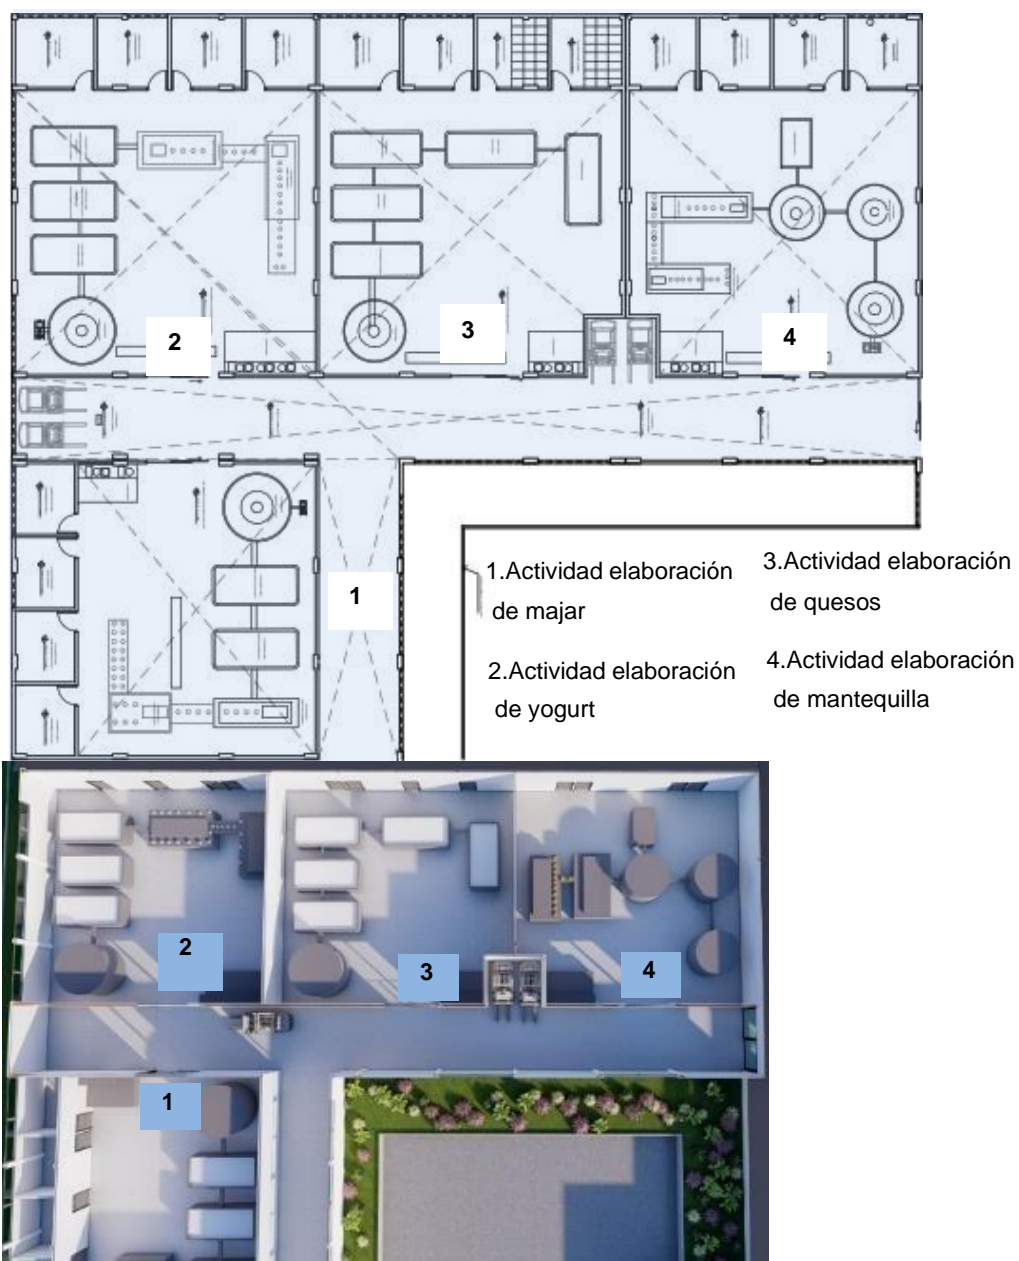 2
3
4
1
1.Actividad elaboración
de majar
3.Actividad elaboración
de quesos
2.Actividad elaboración
de yogurt
4.Actividad elaboración
de mantequilla
2
3
4
1